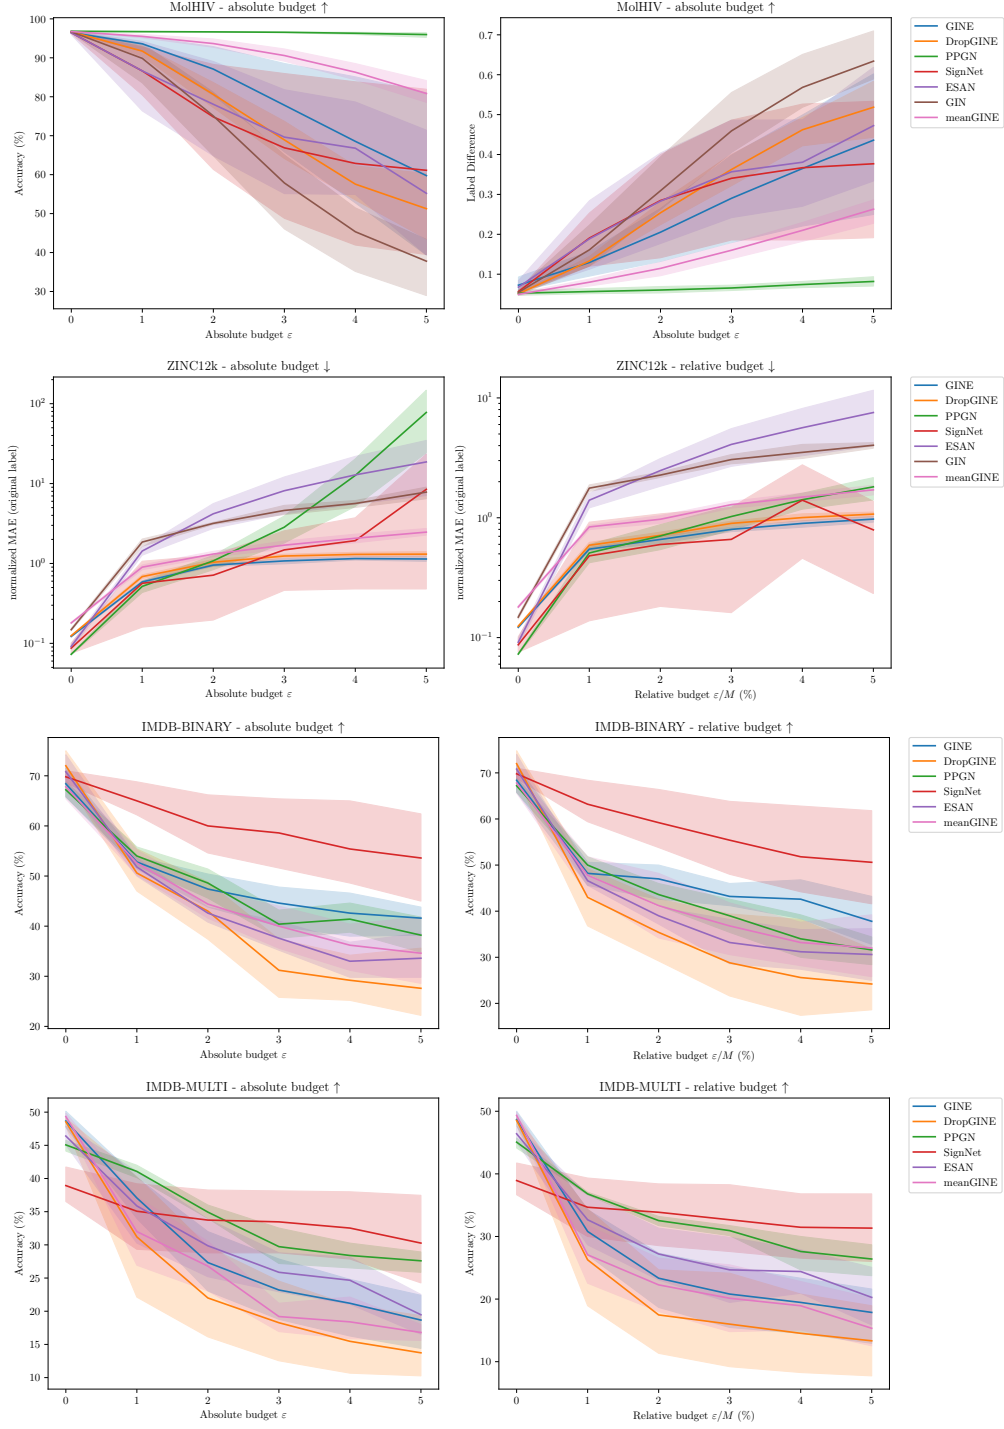 MolHIV - absolute budget ↑
Accuracy (%)
100
90
80
70
60
50
40
30
0 1 2 3 4 5
Absolute budget ε
MolHIV - absolute budget ↑
Label Difference
0.7
0.6
0.5
0.4
0.3
0.2
0.1
0 1 2 3 4 5
Absolute budget ε
GINE
DropGINE
PPGN
SignNet
ESAN
GIN
meanGINE
ZINC12k - absolute budget ↓
normalized MAE (original label)
10²
10¹
10⁰
10⁻¹
0 1 2 3 4 5
Absolute budget ε
ZINC12k - relative budget ↓
normalized MAE (original label)
10¹
10⁰
10⁻¹
0 1 2 3 4 5
Relative budget ε/M (%)
GINE
DropGINE
PPGN
SignNet
ESAN
GIN
meanGINE
IMDB-BINARY - absolute budget ↑
Accuracy (%)
70
60
50
40
30
20
0 1 2 3 4 5
Absolute budget ε
IMDB-BINARY - relative budget ↑
Accuracy (%)
70
60
50
40
30
20
0 1 2 3 4 5
Relative budget ε/M (%)
GINE
DropGINE
PPGN
SignNet
ESAN
meanGINE
IMDB-MULTI - absolute budget ↑
Accuracy (%)
50
45
40
35
30
25
20
15
10
0 1 2 3 4 5
Absolute budget ε
IMDB-MULTI - relative budget ↑
Accuracy (%)
50
40
30
20
10
0 1 2 3 4 5
Relative budget ε/M (%)
GINE
DropGINE
PPGN
SignNet
ESAN
meanGINE